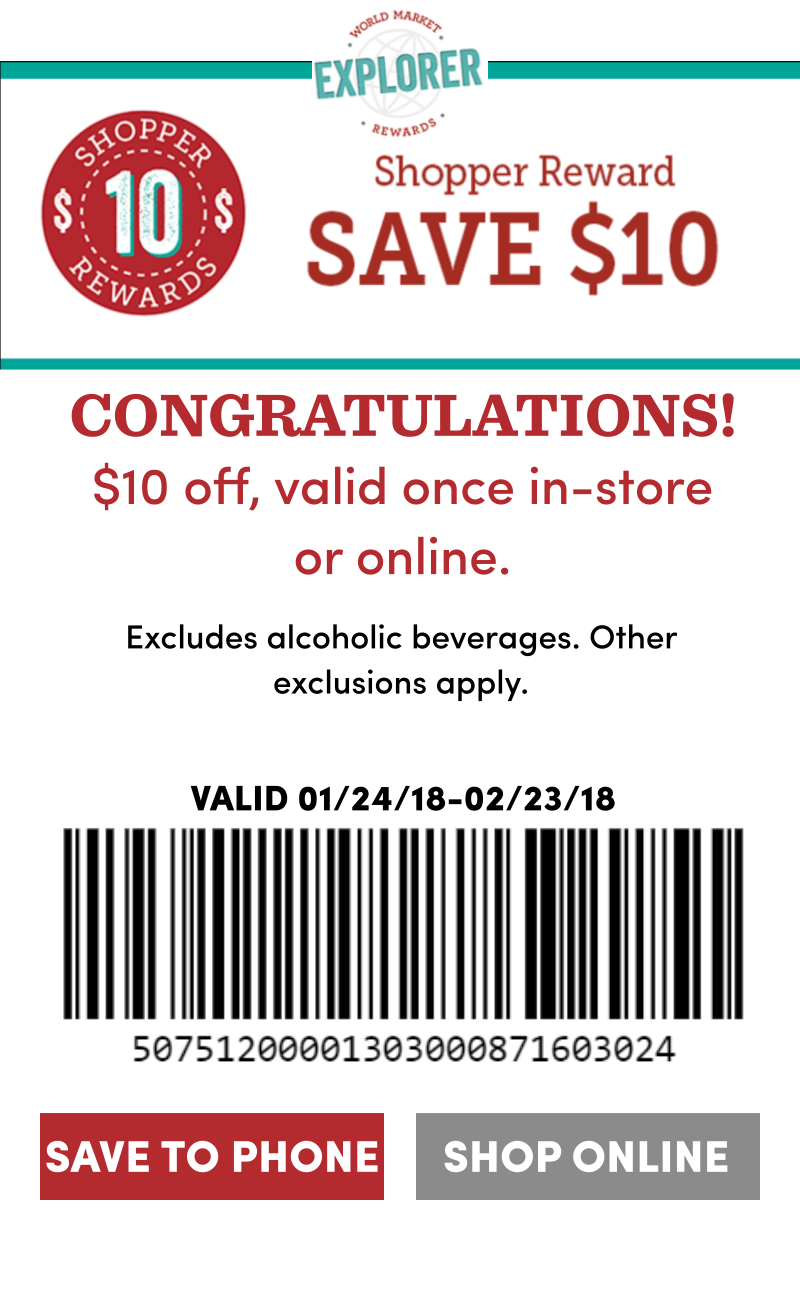 WORLD MARKET
EXPLORER
REWARDS
SHOPPER
$ 10 $
REWARDS
Shopper Reward
SAVE $10
CONGRATULATIONS!
$10 off, valid once in-store
or online.
Excludes alcoholic beverages. Other
exclusions apply.
VALID 01/24/18-02/23/18
5075120000130300087​1603024
SAVE TO PHONE
SHOP ONLINE